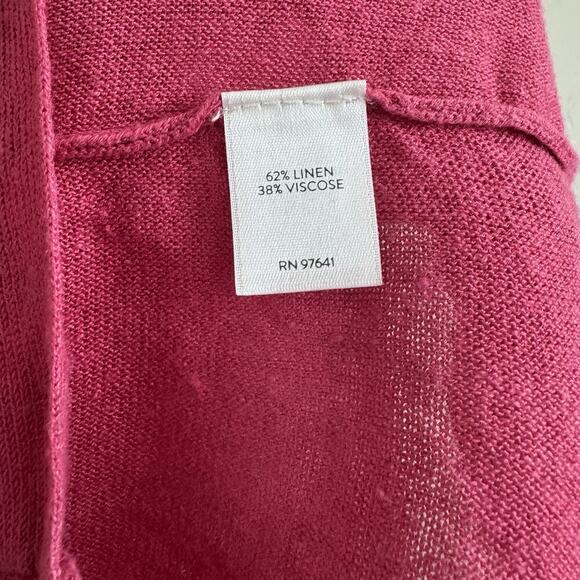 62% LINEN
38% VISCOSE
RN 97641